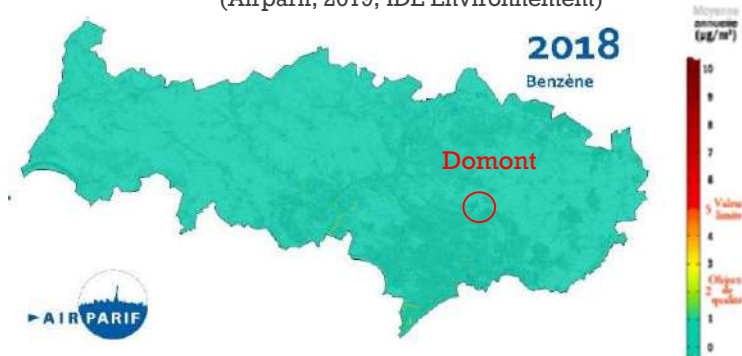 (Airparif, 2019, IDE Environnement)
2018
Benzène
Moyenne
annuelle
(µg/m³)
Domont
10
9
8
7
6
5 Valeur
limite
4
3
Objectif
2 de
qualité
1
0
AIRPARIF